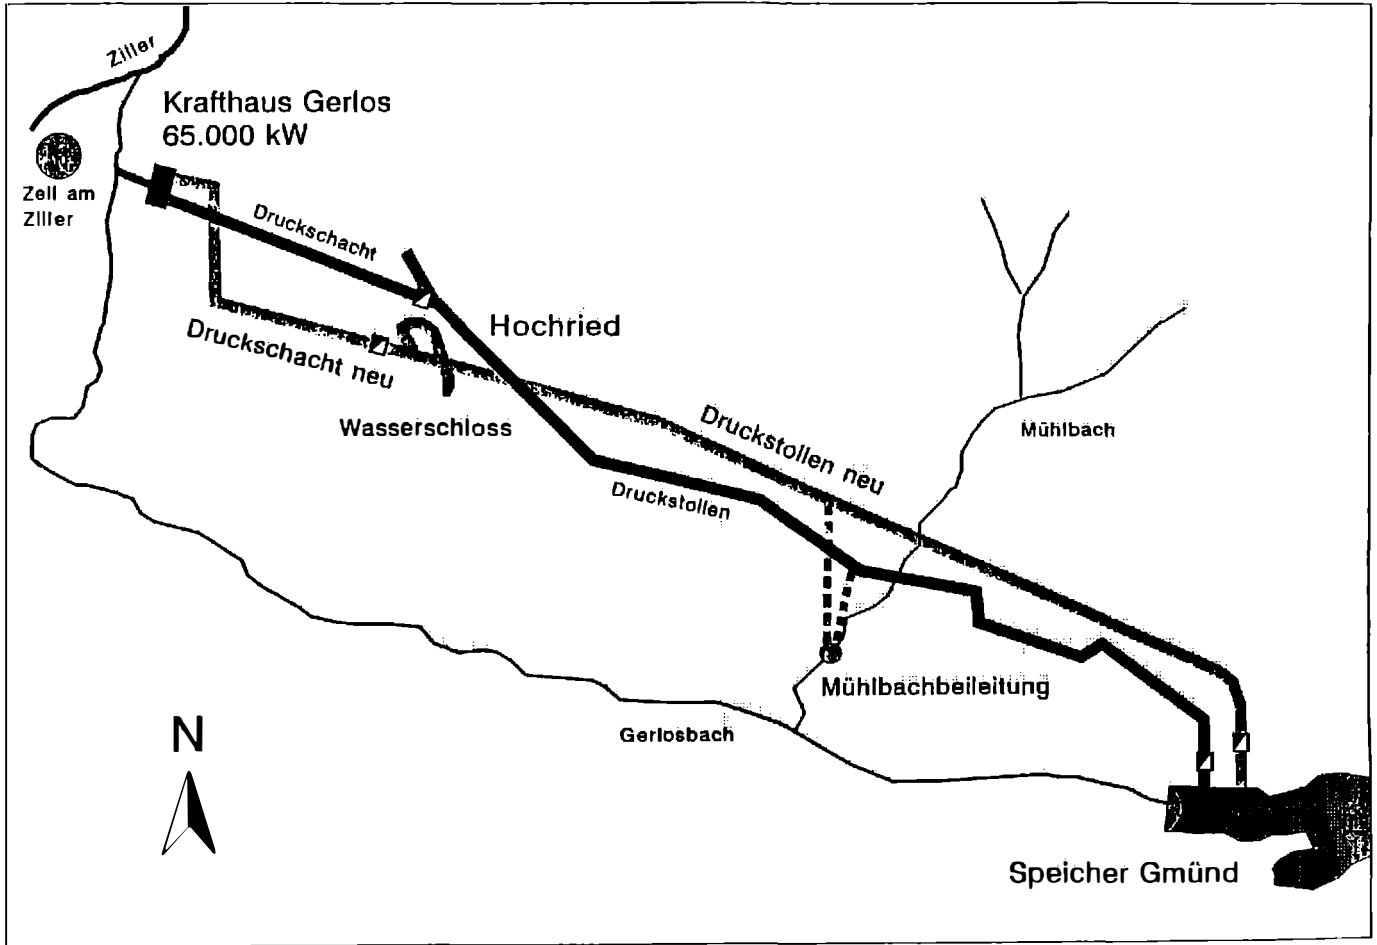 Ziller
Krafthaus Gerlos
65.000 kW
Zell am
Ziller
Druckschacht
Hochried
Druckschacht neu
Wasserschloss
Druckstollen neu
Mühlbach
Druckstollen
Mühlbachbeileitung
N
Gerlosbach
Speicher Gmünd